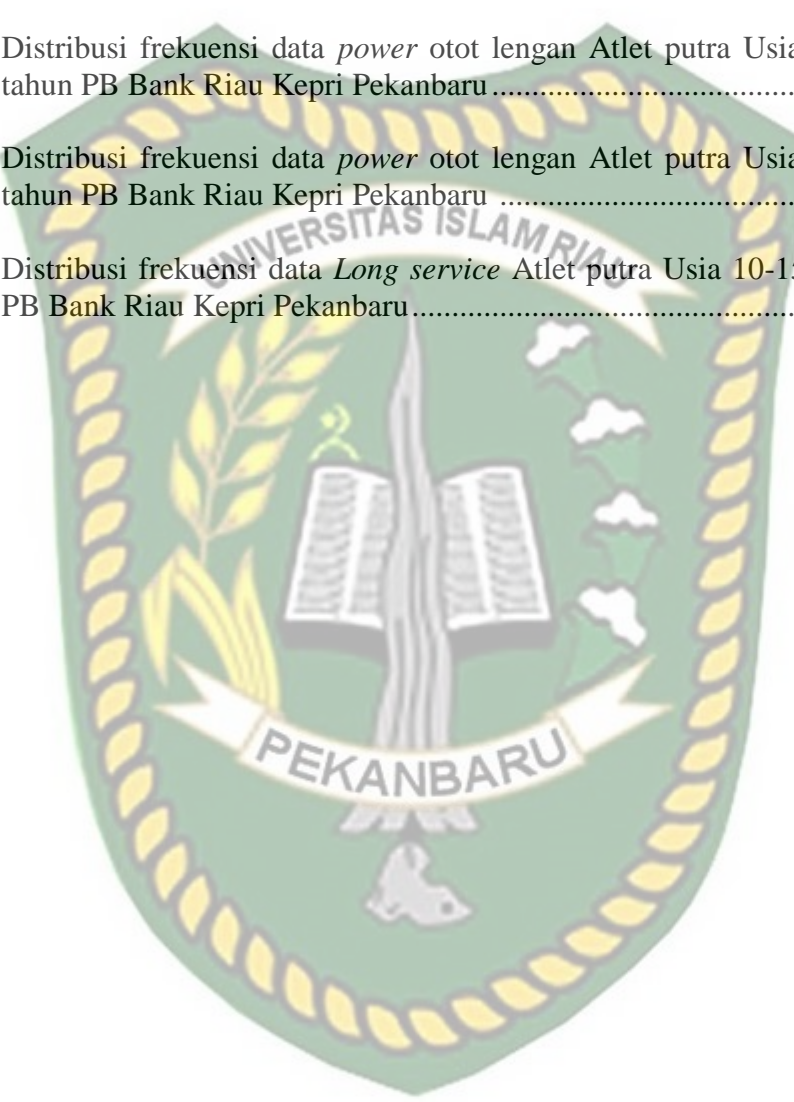 Distribusi frekuensi data power otot lengan Atlet putra Usia
tahun PB Bank Riau Kepri Pekanbaru....................................
Distribusi frekuensi data power otot lengan Atlet putra Usia
tahun PB Bank Riau Kepri Pekanbaru ...................................
UNIVERSITAS ISLAM RIAU
Distribusi frekuensi data Long service Atlet putra Usia 10-15
PB Bank Riau Kepri Pekanbaru.............................................
PEKANBARU